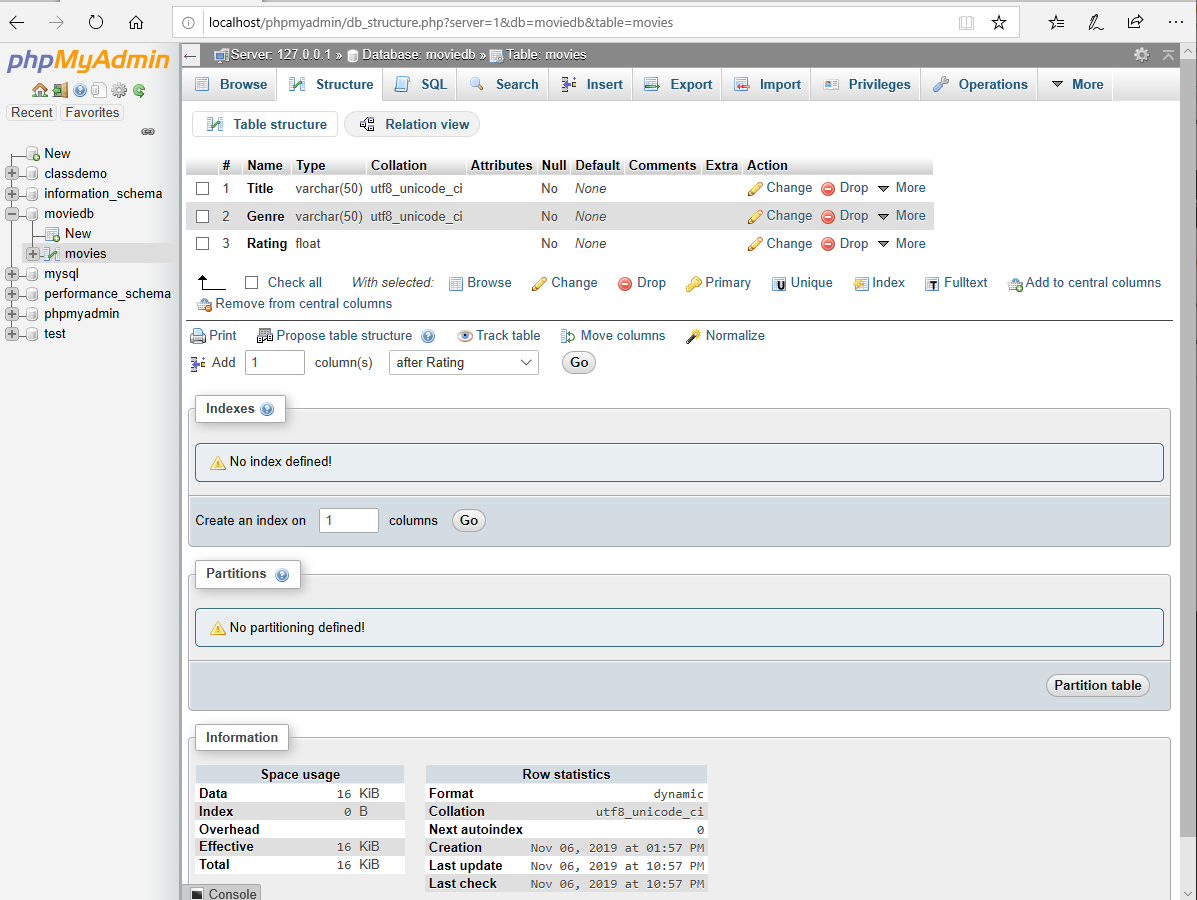 localhost/phpmyadmin/db_structure.php?server=1&db=moviedb&table=movies
phpMyAdmin
Recent Favorites
New
classdemo
information_schema
moviedb
New
movies
mysql
performance_schema
phpmyadmin
test
Server: 127.0.0.1 » Database: moviedb » Table: movies
Browse Structure SQL Search Insert Export Import Privileges Operations More
Table structure Relation view
# Name Type Collation Attributes Null Default Comments Extra Action
1 Title varchar(50) utf8_unicode_ci No None Change Drop More
2 Genre varchar(50) utf8_unicode_ci No None Change Drop More
3 Rating float No None Change Drop More
Check all With selected: Browse Change Drop Primary Unique Index Fulltext Add to central columns
Remove from central columns
Print Propose table structure Track table Move columns Normalize
Add 1 column(s) after Rating Go
Indexes
No index defined!
Create an index on 1 columns Go
Partitions
No partitioning defined!
Partition table
Information
Space usage
Data 16 KiB
Index 0 B
Overhead
Effective 16 KiB
Total 16 KiB
Row statistics
Format dynamic
Collation utf8_unicode_ci
Next autoindex 0
Creation Nov 06, 2019 at 01:57 PM
Last update Nov 06, 2019 at 10:57 PM
Last check Nov 06, 2019 at 10:57 PM
Console